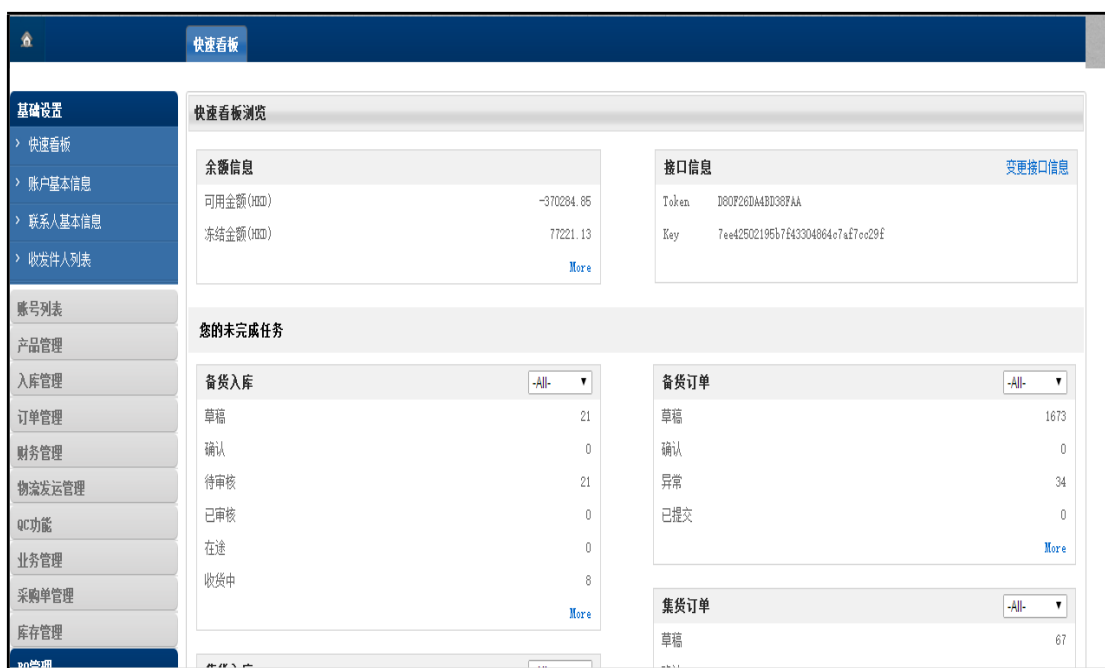 快速看板
基础设置
快速看板
账户基本信息
联系人基本信息
收发件人列表
账号列表
产品管理
入库管理
订单管理
财务管理
物流发运管理
QC功能
业务管理
采购单管理
库存管理
快速看板浏览
余额信息
可用金额(HKD) -370284.85
冻结金额(HKD) 77221.13
More
接口信息 变更接口信息
Token D80F26DA4BD38FAA
Key 7ee42502195b7f43304864c7af7cc29f
您的未完成任务
备货入库 -All-
草稿 21
确认 0
待审核 21
已审核 0
在途 0
收货中 8
More
备货订单 -All-
草稿 1673
确认 0
异常 34
已提交 0
More
集货订单 -All-
草稿 67